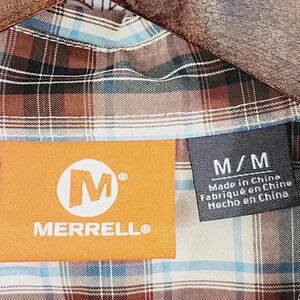 M®
MERRELL®
M/M
Made in China
Fabriqué en Chine
Hecho en China